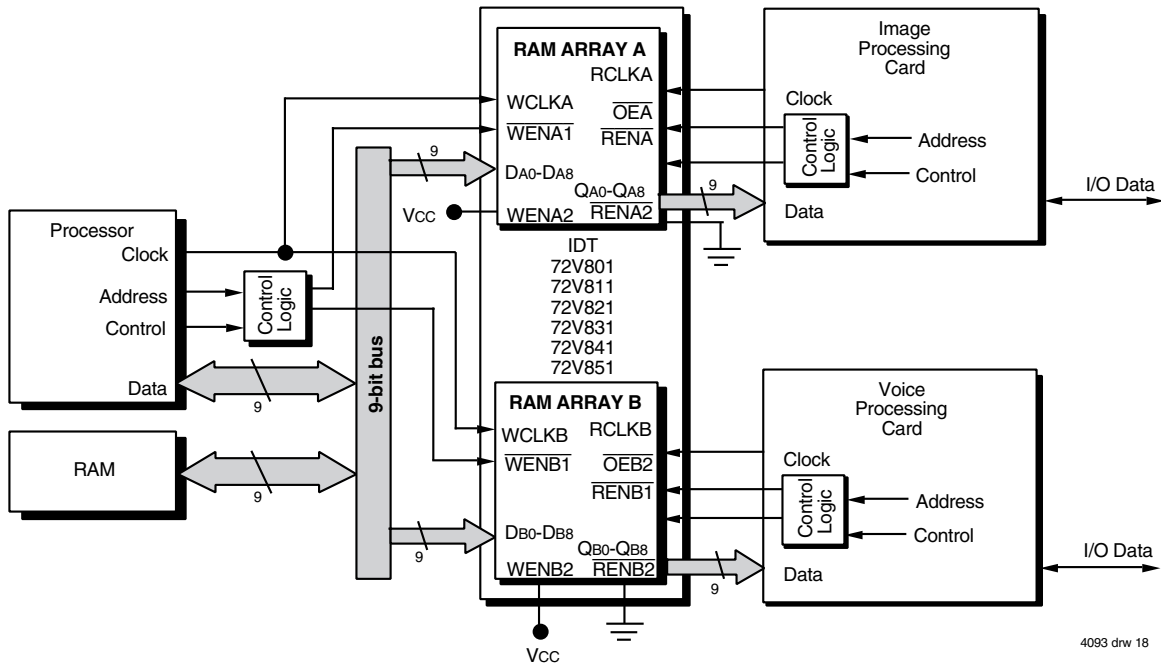 Processor
Clock
Address
Control
Data
Control Logic
RAM
9
9
9-bit bus
9
9
VCC
RAM ARRAY A
RCLKA
WCLKA
OEA
WENA1
RENA
DA0-DA8
QA0-QA8
WENA2
RENA2
9
IDT
72V801
72V811
72V821
72V831
72V841
72V851
RAM ARRAY B
RCLKB
WCLKB
OEB2
WENB1
RENB1
DB0-DB8
QB0-QB8
WENB2
RENB2
9
VCC
Image
Processing
Card
Clock
Control Logic
Address
Control
Data
I/O Data
Voice
Processing
Card
Clock
Control Logic
Address
Control
Data
I/O Data
4093 drw 18